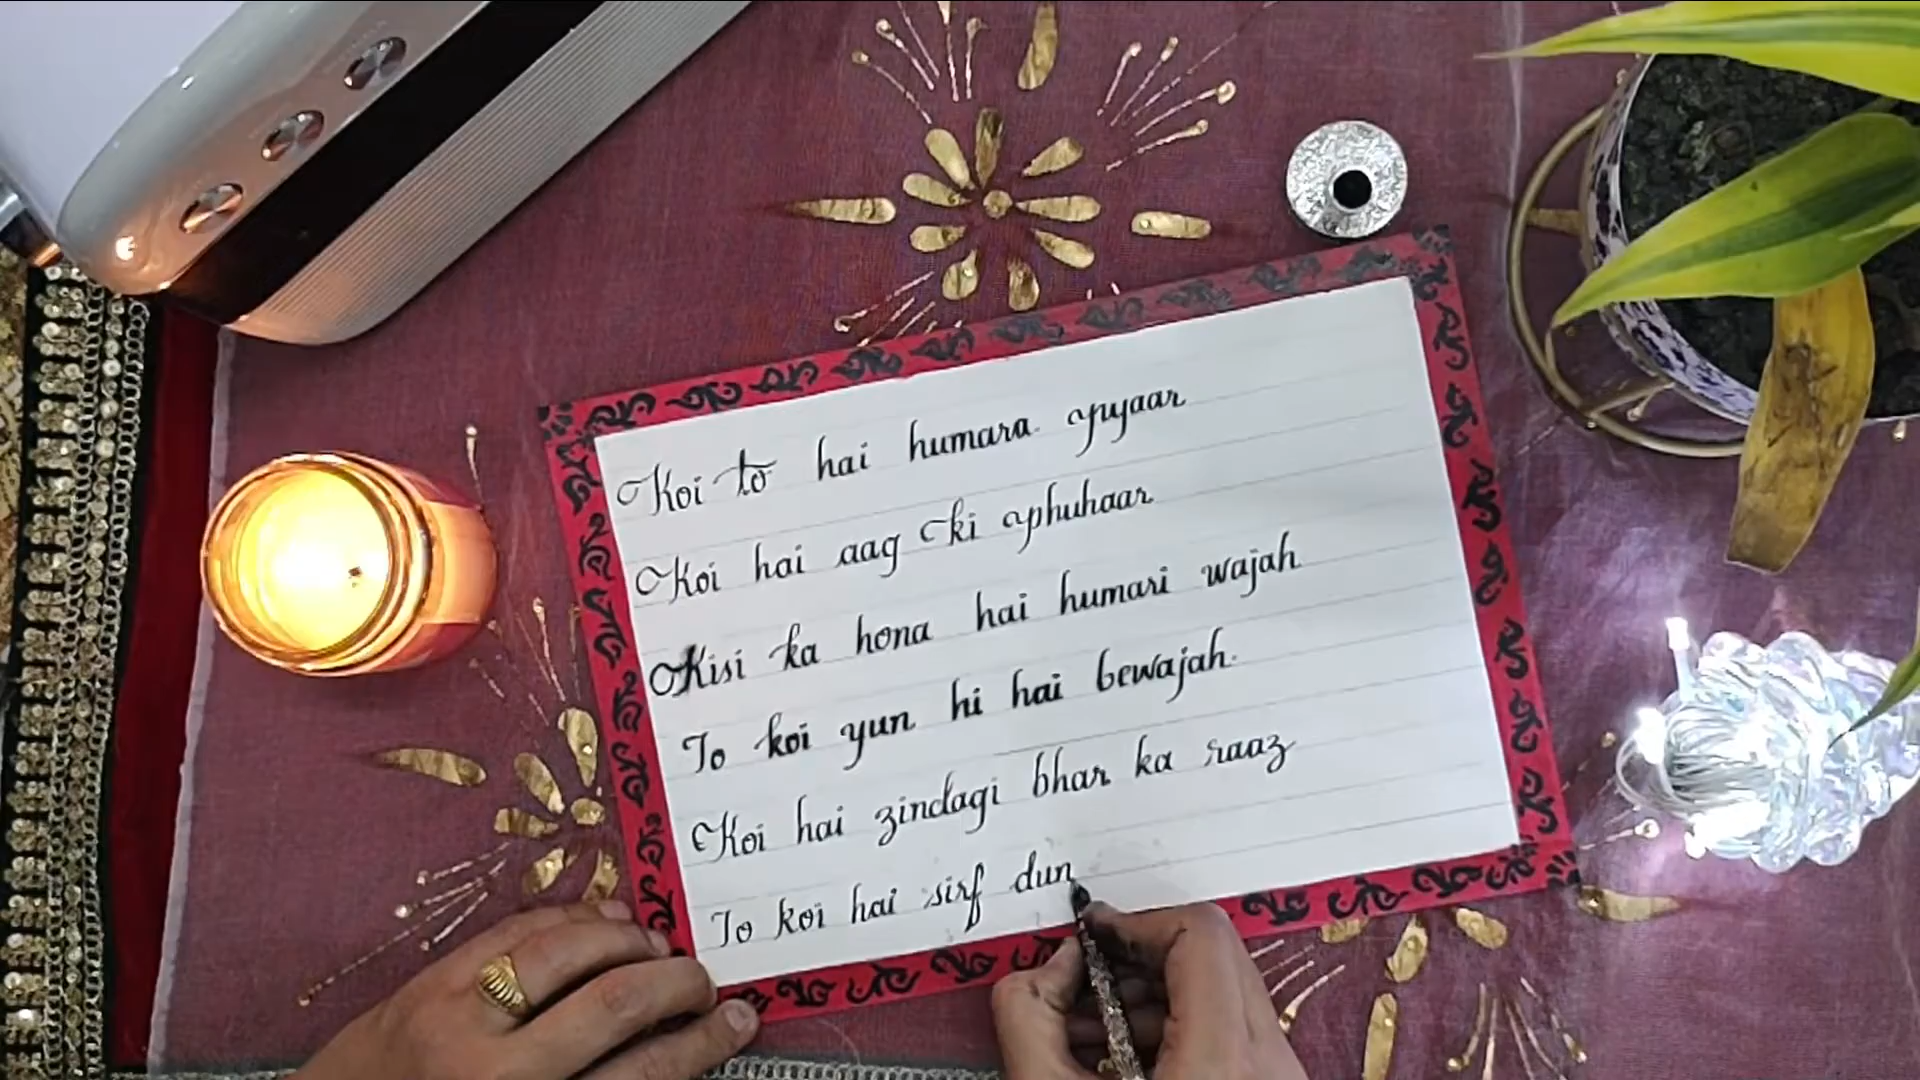 Koi to hai humara pyaar
Koi hai aag ki phuhaar
Kisi ka hona hai humari wajah
To koi yun hi hai bewajah.
Koi hai zindagi bhar ka raaz
To koi hai sirf dun